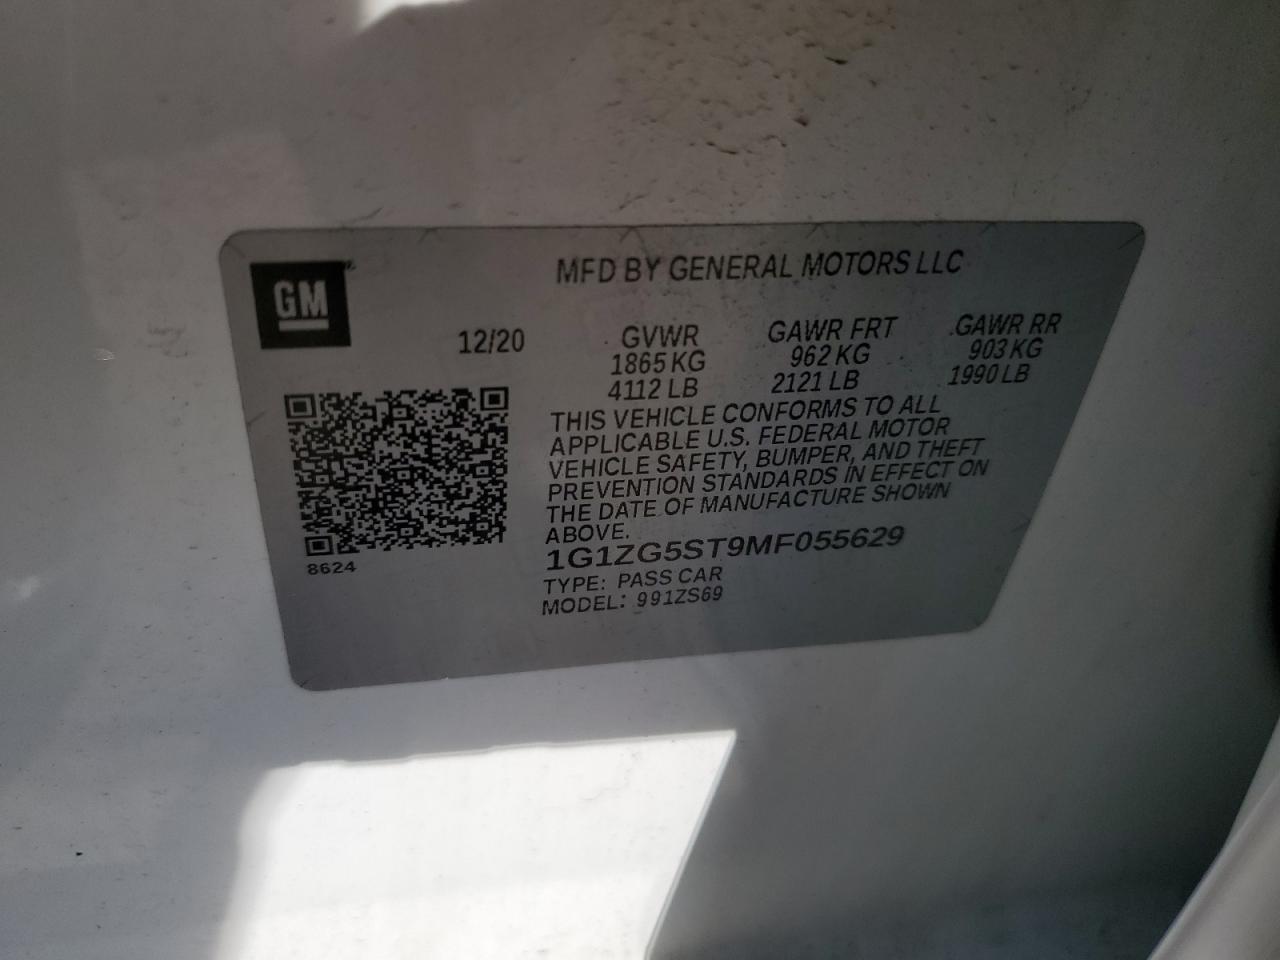 GM
MFD BY GENERAL MOTORS LLC
12/20 GVWR GAWR FRT GAWR RR
1865 KG 962 KG 903 KG
4112 LB 2121 LB 1990 LB
THIS VEHICLE CONFORMS TO ALL
APPLICABLE U.S. FEDERAL MOTOR
VEHICLE SAFETY, BUMPER, AND THEFT
PREVENTION STANDARDS IN EFFECT ON
THE DATE OF MANUFACTURE SHOWN
ABOVE.
1G1ZG5ST9MF055629
TYPE: PASS CAR
MODEL: 991ZS69
8624